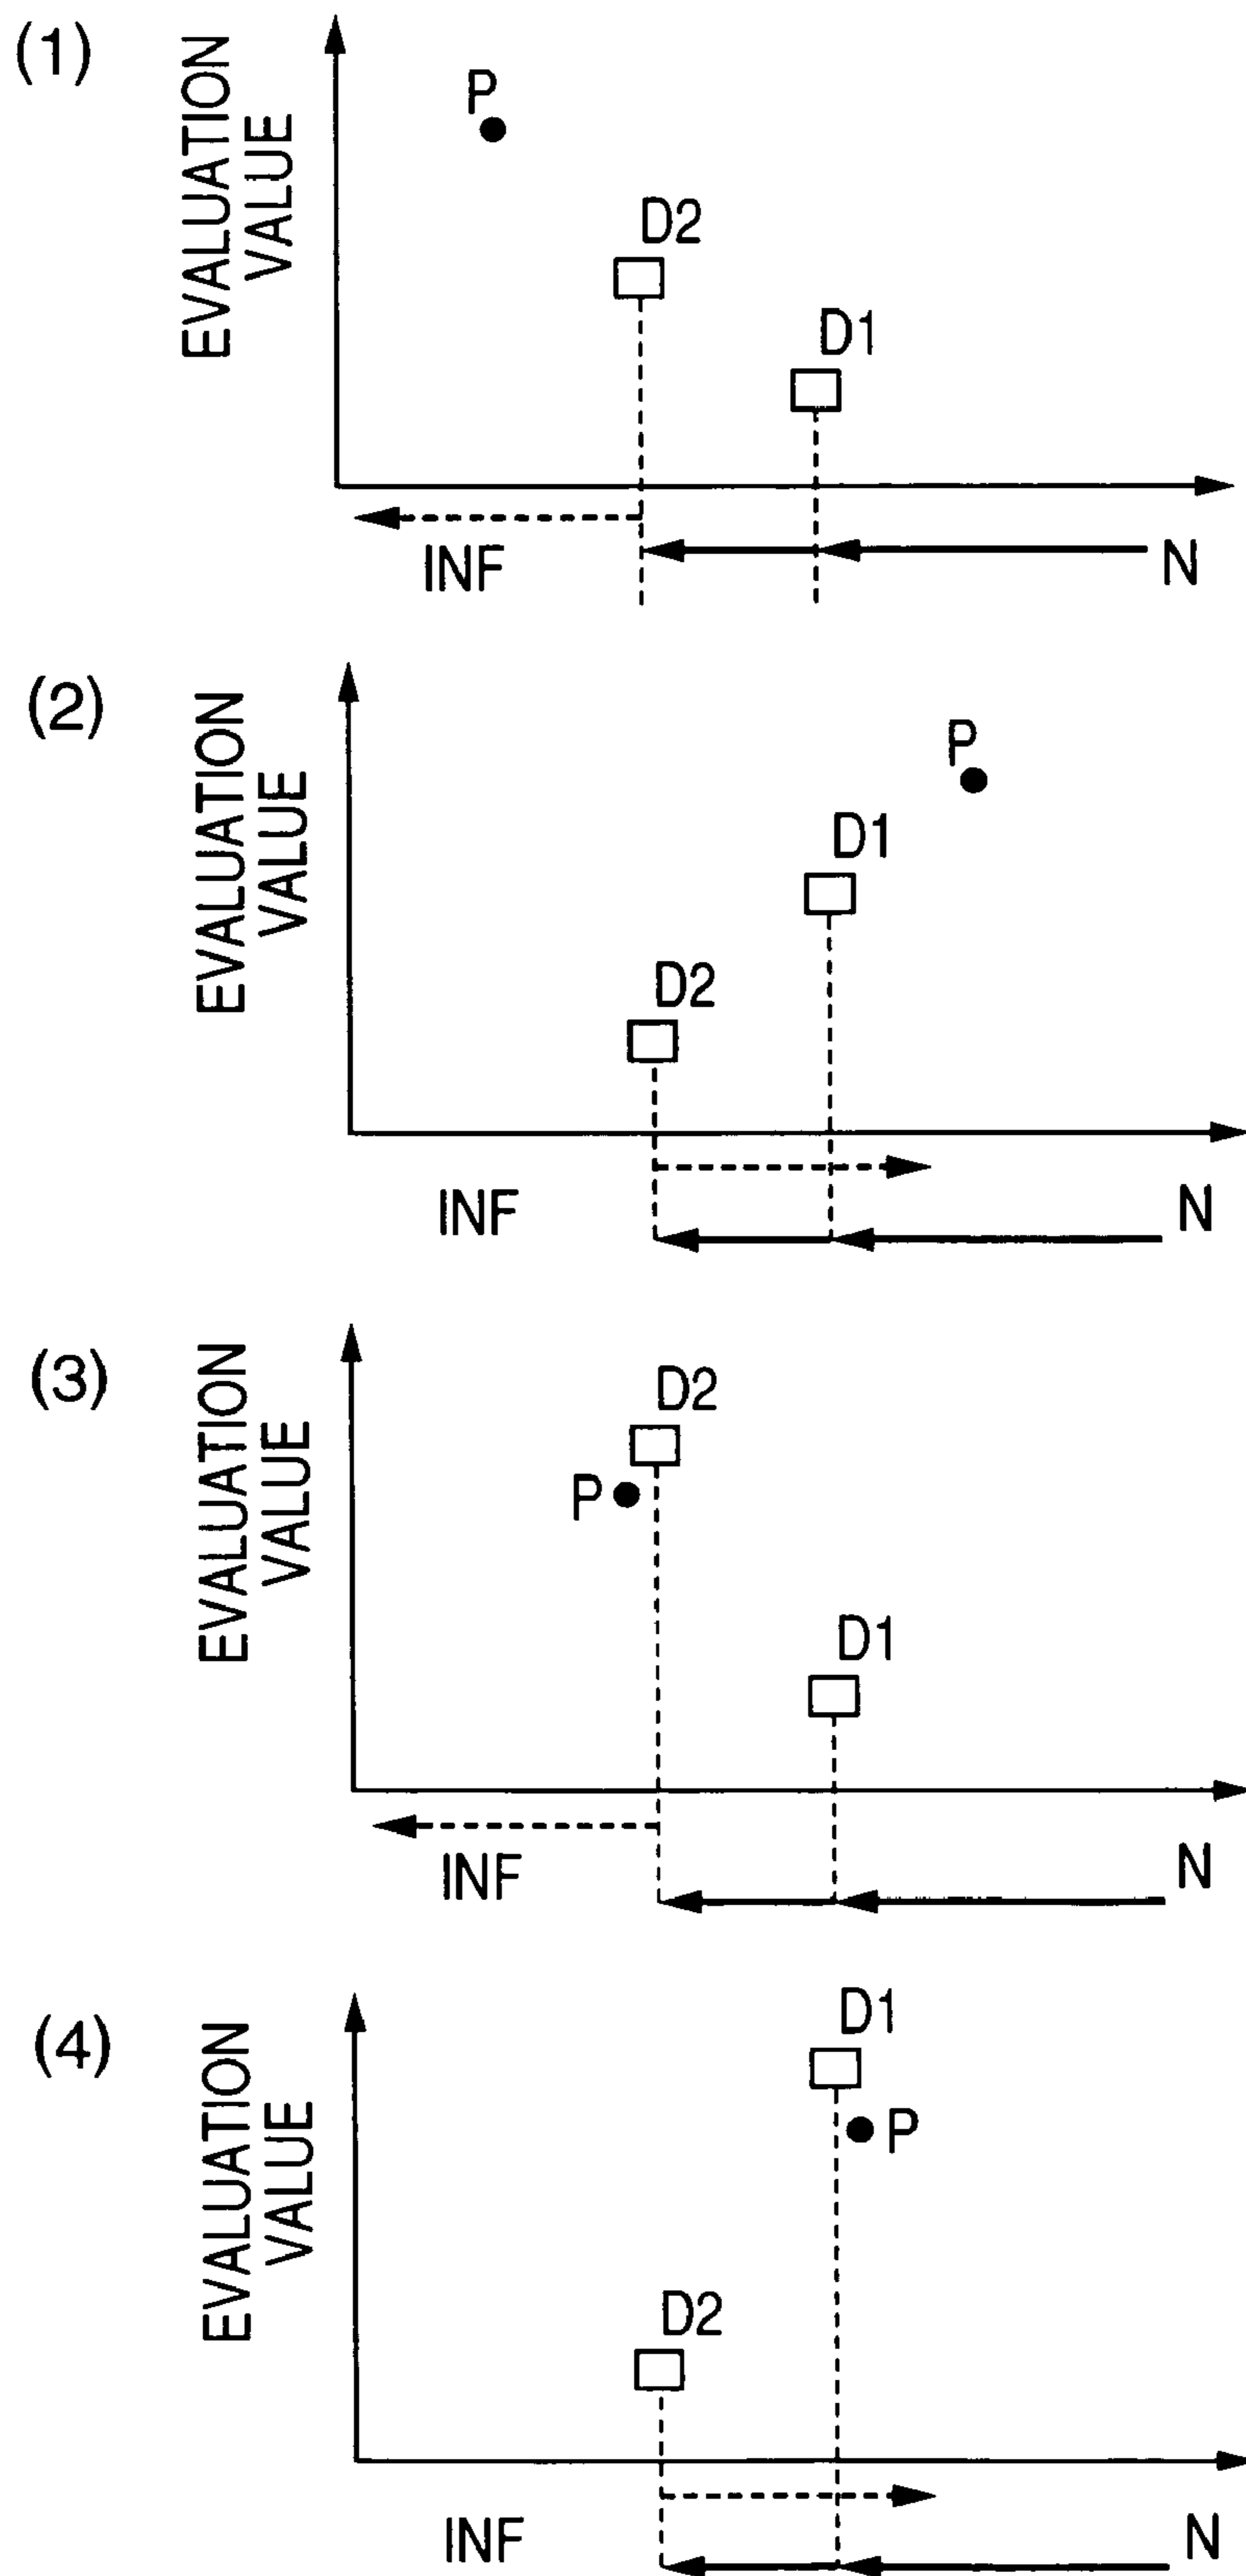 (1)
EVALUATION
VALUE
P
D2
D1
INF
N
(2)
EVALUATION
VALUE
P
D1
D2
INF
N
(3)
EVALUATION
VALUE
D2
P
D1
INF
N
(4)
EVALUATION
VALUE
D1
P
D2
INF
N